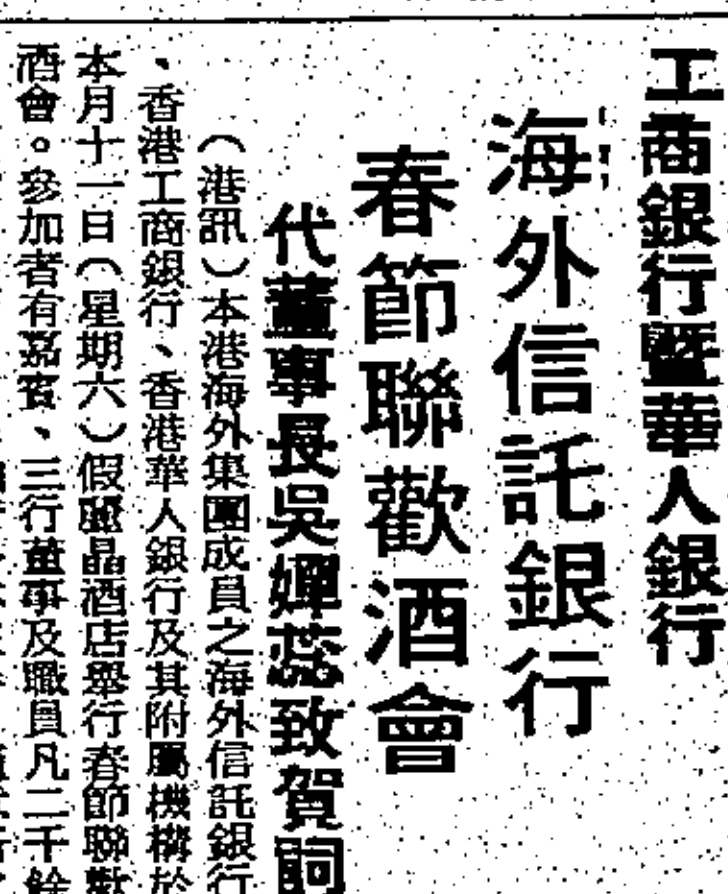 工商銀行暨華人銀行
海外信託銀行
春節聯歡酒會
代董事長吳嬋蕊致賀詞
(港訊)本港海外集團成員之海外信託銀行
、香港工商銀行、香港華人銀行及其附屬機構於
本月十一日(星期六)假麗晶酒店舉行春節聯歡
酒會。參加者有嘉賓、三行董事及職員凡二千餘